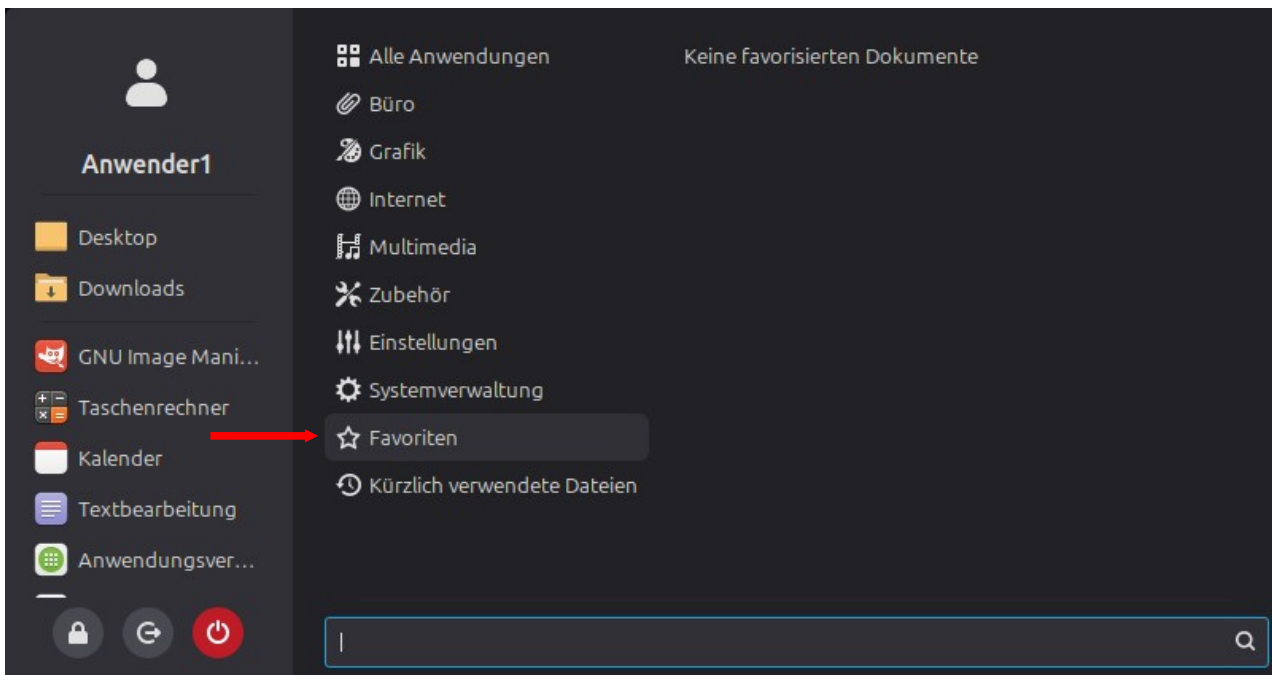 Anwender1
Desktop
Downloads
GNU Image Mani...
Taschenrechner
Kalender
Textbearbeitung
Anwendungsver...
Alle Anwendungen
Büro
Grafik
Internet
Multimedia
Zubehör
Einstellungen
Systemverwaltung
Favoriten
Kürzlich verwendete Dateien
Keine favorisierten Dokumente